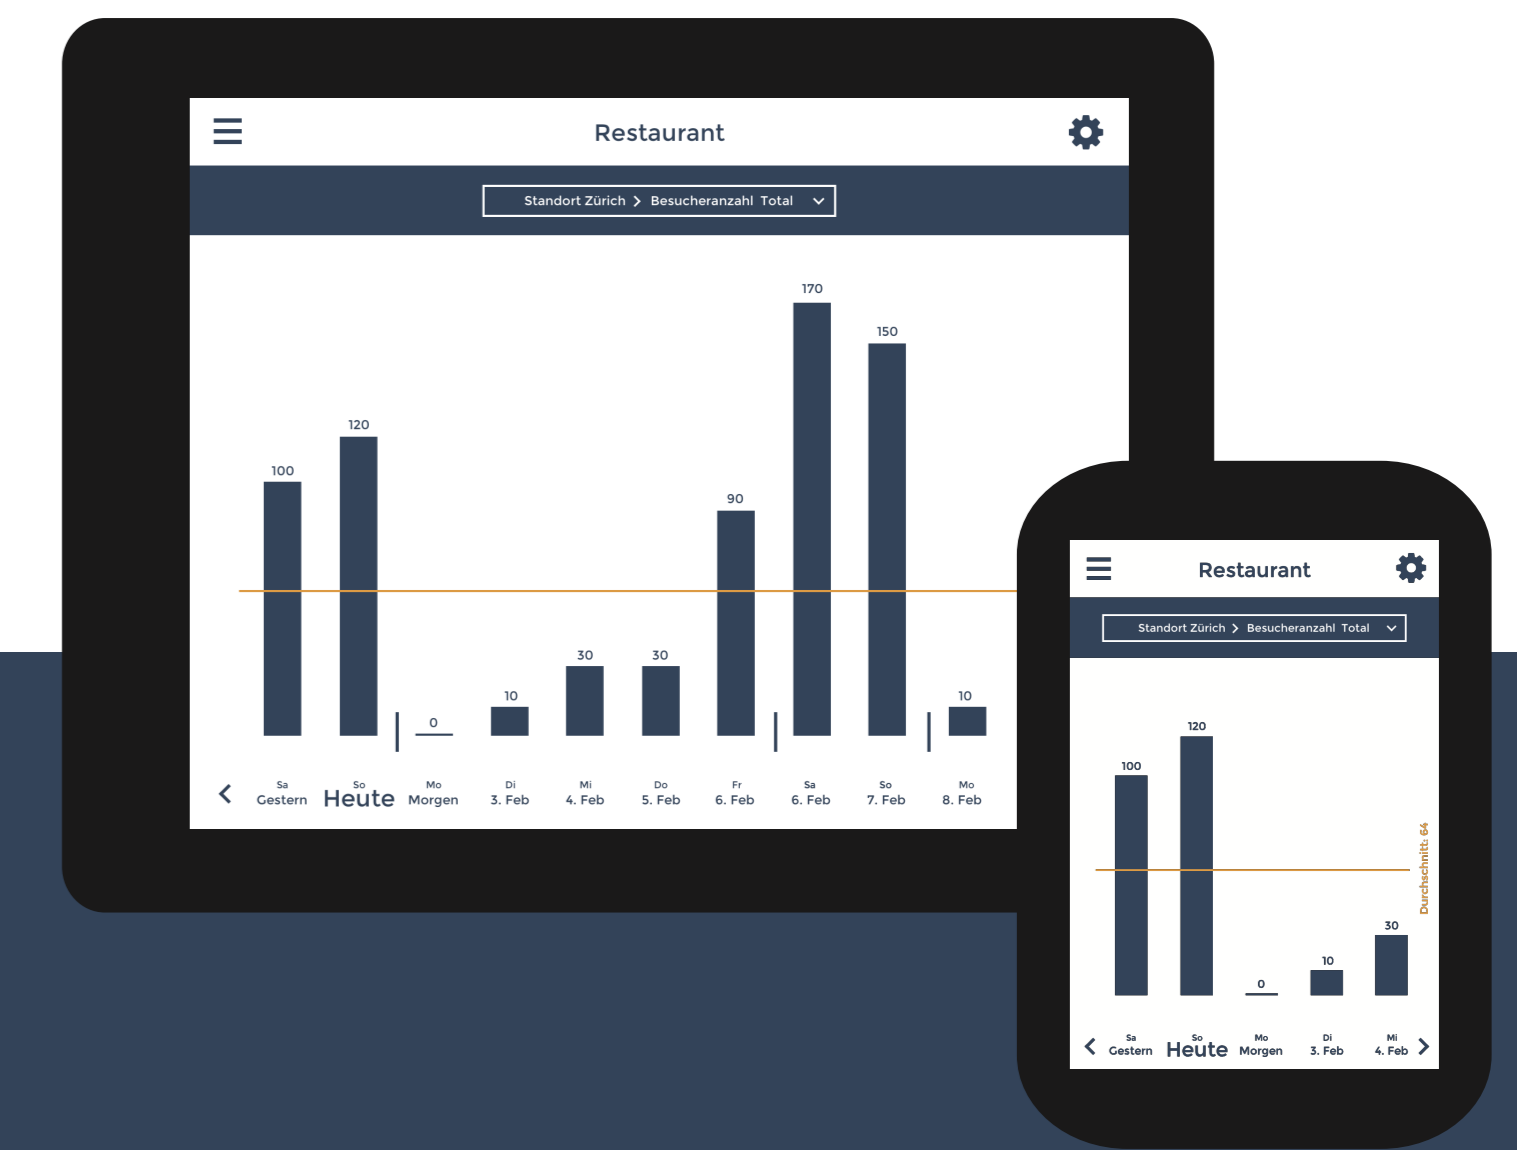 Restaurant
Standort Zürich > Besucheranzahl Total
170
150
120
100
90
30
30
10
10
0
Sa So Mo Di Mi Do Fr Sa So Mo
Gestern Heute Morgen 3. Feb 4. Feb 5. Feb 6. Feb 6. Feb 7. Feb 8. Feb
Restaurant
Standort Zürich > Besucheranzahl Total
120
100
Durchschnitt: 64
30
10
0
Sa So Mo Di Mi
Gestern Heute Morgen 3. Feb 4. Feb